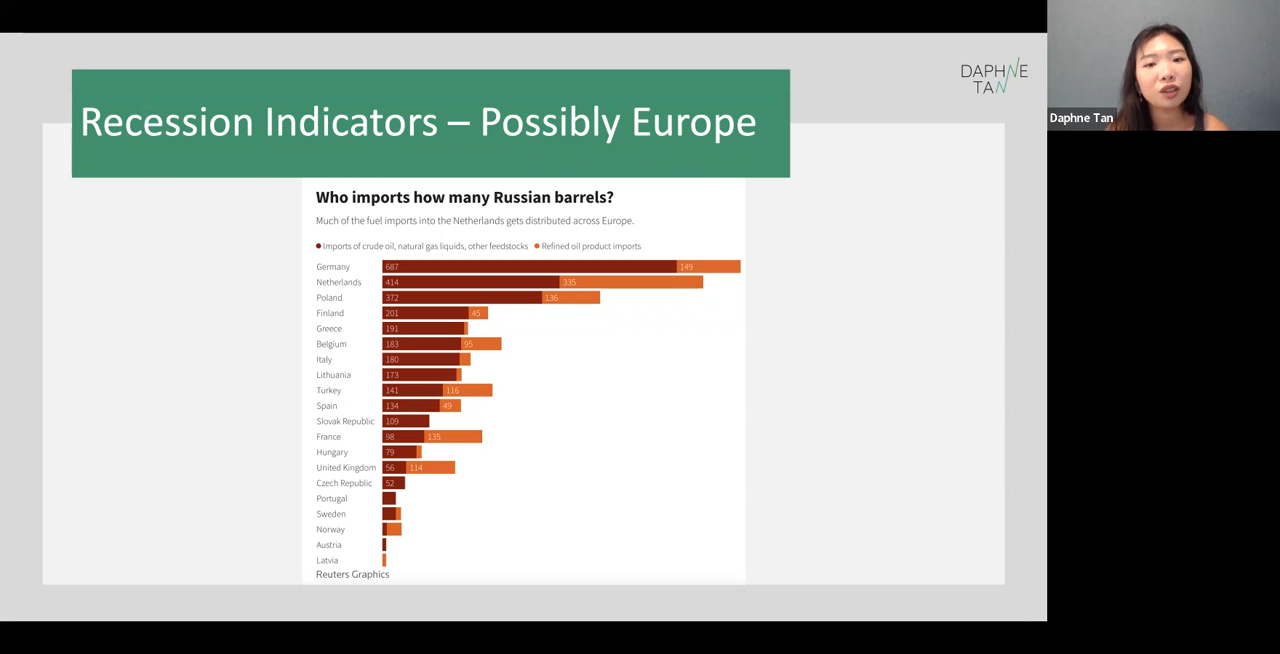 Recession Indicators – Possibly Europe
DAPHNE
TAN
Daphne Tan
Who imports how many Russian barrels?
Much of the fuel imports into the Netherlands gets distributed across Europe.
Imports of crude oil, natural gas liquids, other feedstocks Refined oil product imports
Germany 687 149
Netherlands 414 335
Poland 372 136
Finland 201 45
Greece 191
Belgium 183 95
Italy 180
Lithuania 173
Turkey 141 116
Spain 134 49
Slovak Republic 109
France 98 135
Hungary 79
United Kingdom 56 114
Czech Republic 52
Portugal
Sweden
Norway
Austria
Latvia
Reuters Graphics